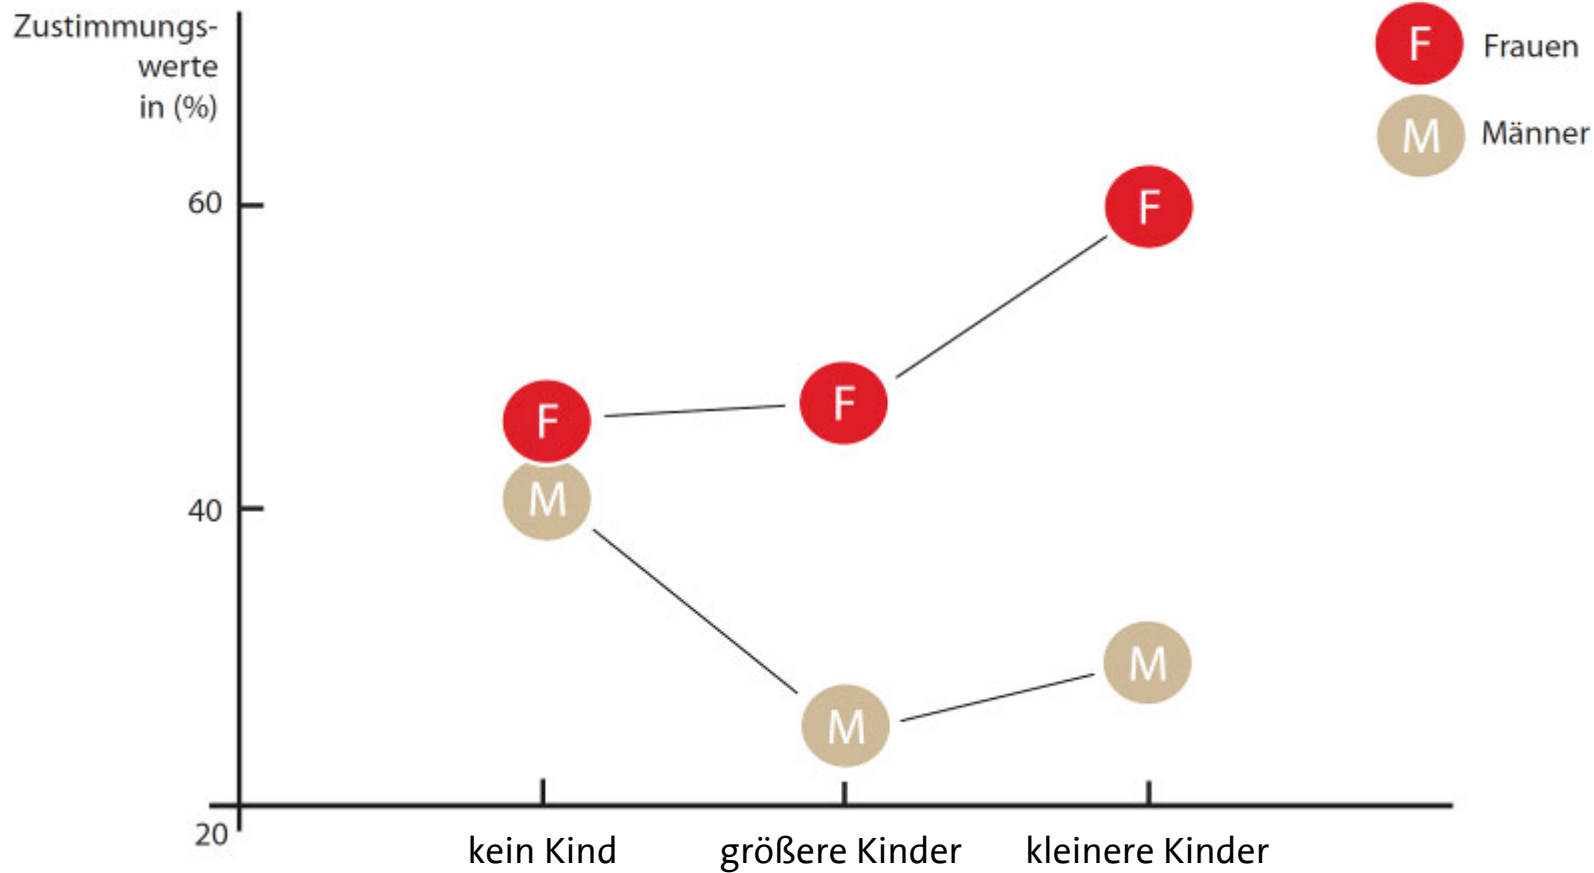 Zustimmungs-
werte
in (%)
F Frauen
M Männer
60
F
F
F
40
M
M
M
20
kein Kind größere Kinder kleinere Kinder